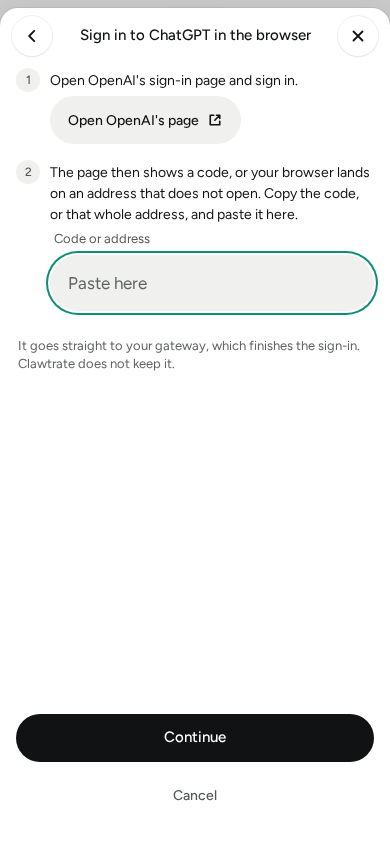 Sign in to ChatGPT in the browser
1
Open OpenAI's sign-in page and sign in.
Open OpenAI's page
2
The page then shows a code, or your browser lands
on an address that does not open. Copy the code,
or that whole address, and paste it here.
Code or address
Paste here
It goes straight to your gateway, which finishes the sign-in.
Clawtrate does not keep it.
Continue
Cancel